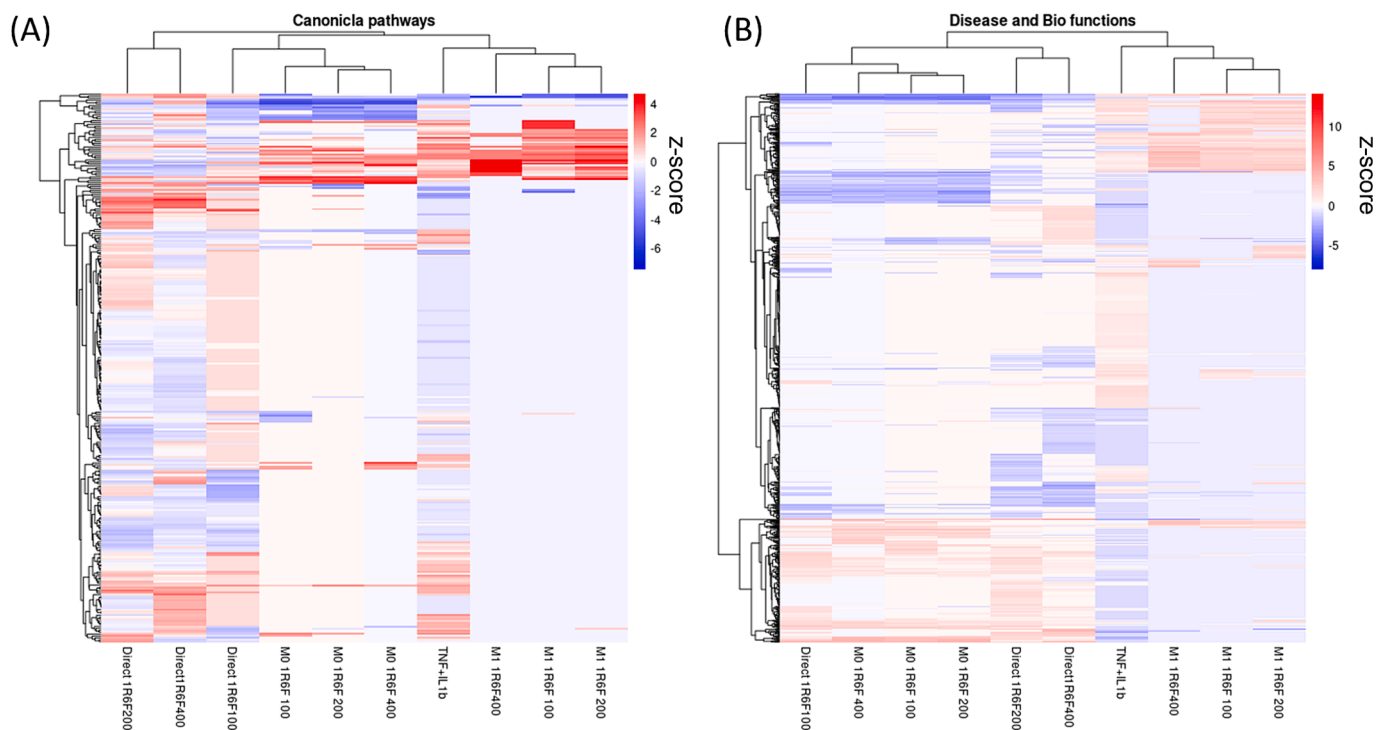 (A)
Canonicla pathways
4
2
0
-2
-4
-6
z-score
Direct 1R6F200
Direct1R6F400
Direct 1R6F100
M0 1R6F 100
M0 1R6F 200
M0 1R6F 400
TNF+IL1b
M1 1R6F400
M1 1R6F 100
M1 1R6F 200
(B)
Disease and Bio functions
10
5
0
-5
z-score
Direct 1R6F100
M0 1R6F 400
M0 1R6F 100
M0 1R6F 200
Direct 1R6F200
Direct1R6F400
TNF+IL1b
M1 1R6F400
M1 1R6F 100
M1 1R6F 200